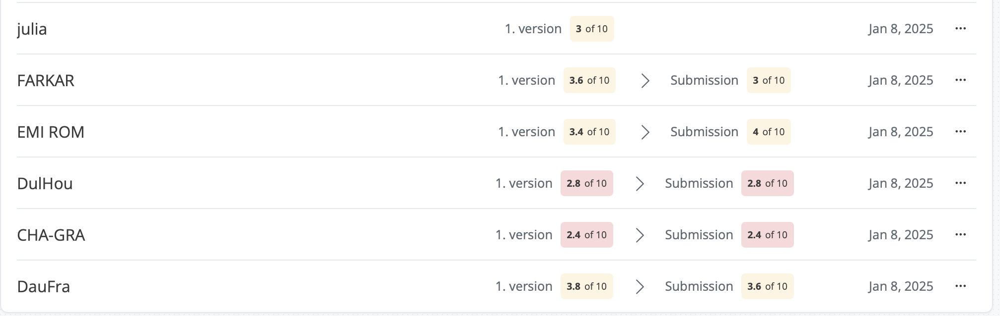 julia 1. version 3 of 10 Jan 8, 2025 ...
FARKAR 1. version 3.6 of 10 > Submission 3 of 10 Jan 8, 2025 ...
EMI ROM 1. version 3.4 of 10 > Submission 4 of 10 Jan 8, 2025 ...
DulHou 1. version 2.8 of 10 > Submission 2.8 of 10 Jan 8, 2025 ...
CHA-GRA 1. version 2.4 of 10 > Submission 2.4 of 10 Jan 8, 2025 ...
DauFra 1. version 3.8 of 10 > Submission 3.6 of 10 Jan 8, 2025 ...